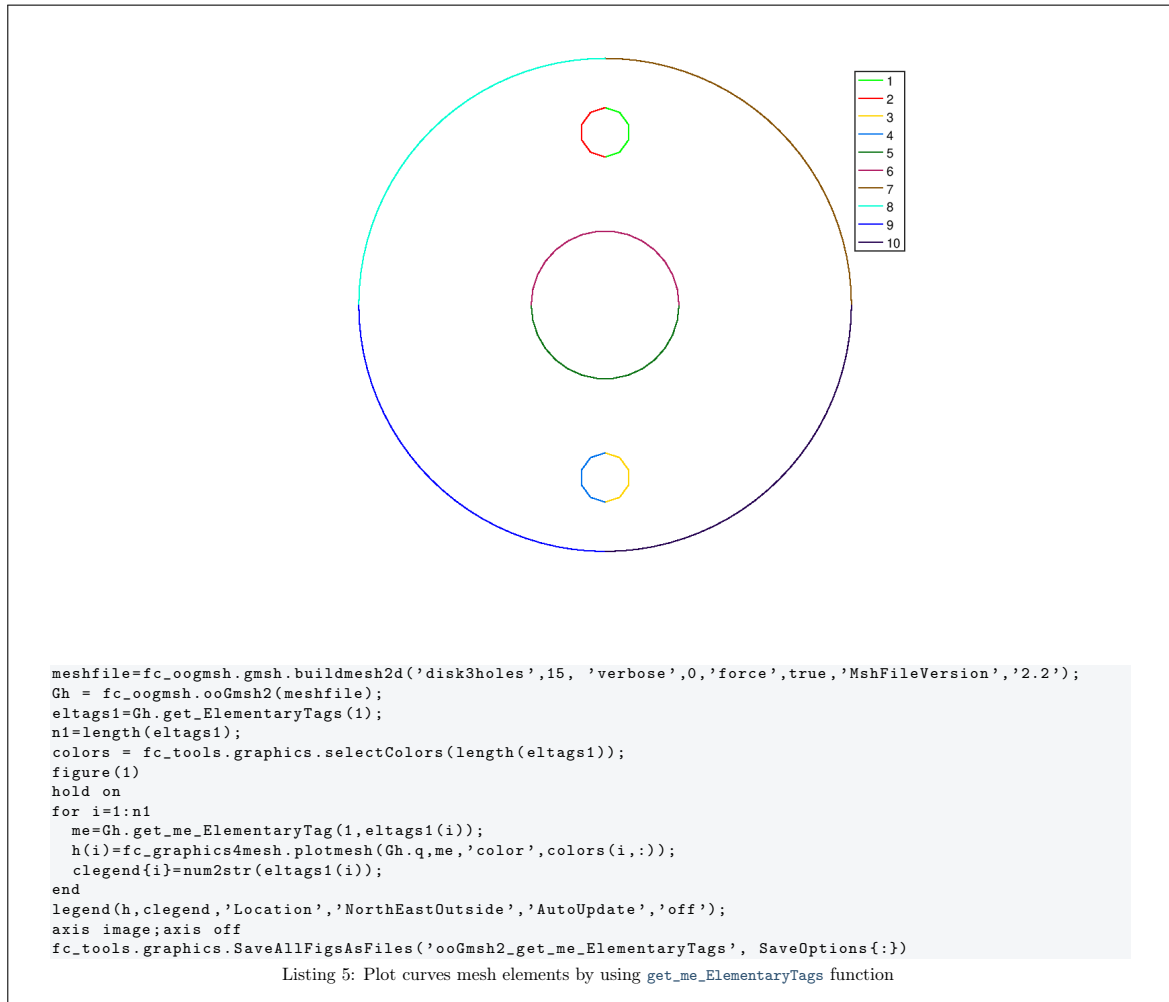 1
2
3
4
5
6
7
8
9
10
meshfile=fc_oogmsh.gmsh.buildmesh2d('disk3holes',15, 'verbose',0,'force',true,'MshFileVersion','2.2');
Gh = fc_oogmsh.ooGmsh2(meshfile);
eltags1=Gh.get_ElementaryTags(1);
n1=length(eltags1);
colors = fc_tools.graphics.selectColors(length(eltags1));
figure(1)
hold on
for i=1:n1
  me=Gh.get_me_ElementaryTag(1,eltags1(i));
  h(i)=fc_graphics4mesh.plotmesh(Gh.q,me,'color',colors(i,:));
  clegend{i}=num2str(eltags1(i));
end
legend(h,clegend,'Location','NorthEastOutside','AutoUpdate','off');
axis image;axis off
fc_tools.graphics.SaveAllFigsAsFiles('ooGmsh2_get_me_ElementaryTags', SaveOptions{:})
Listing 5: Plot curves mesh elements by using get_me_ElementaryTags function